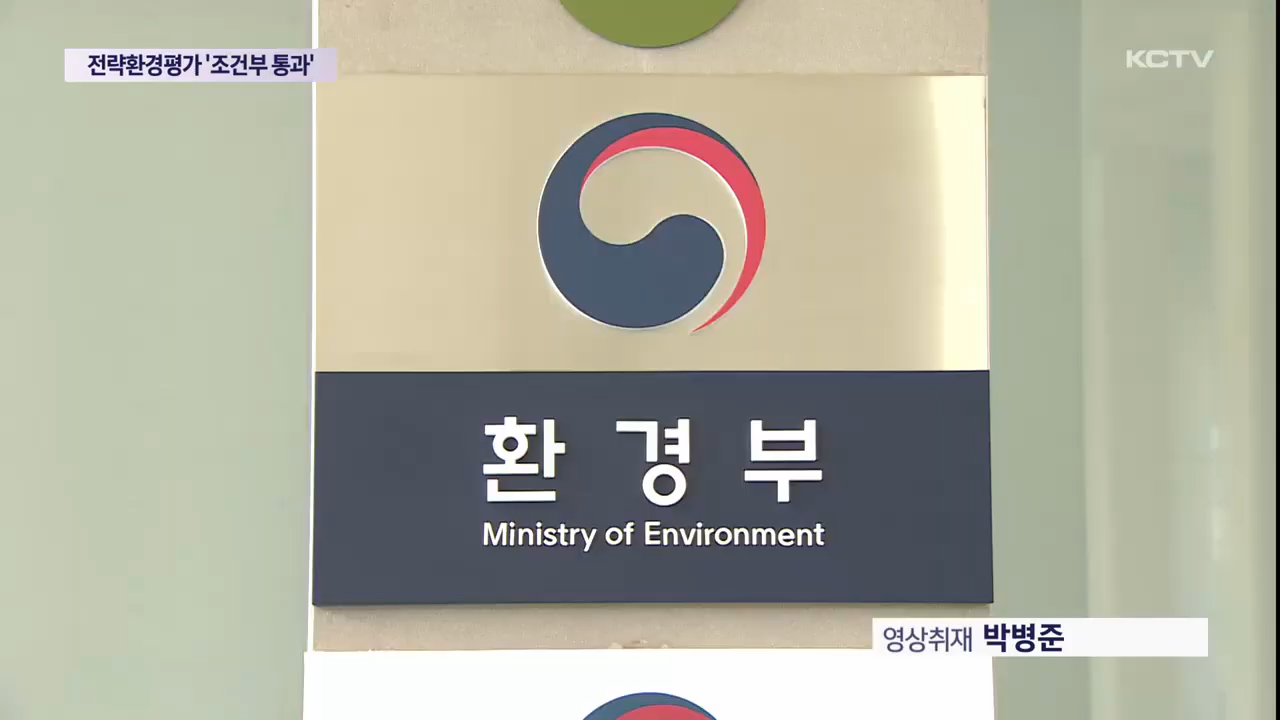 전략환경평가 '조건부 통과'
KCTV
환경부
Ministry of Environment
영상취재 박병준